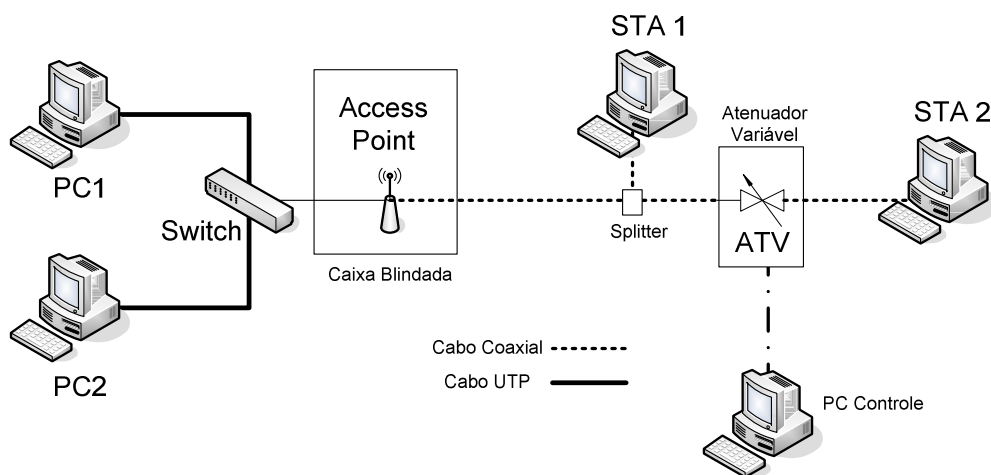 STA 1
Access
Point
Atenuador
Variável
STA 2
PC1
Switch
Splitter
ATV
Caixa Blindada
Cabo Coaxial
Cabo UTP
PC2
PC Controle